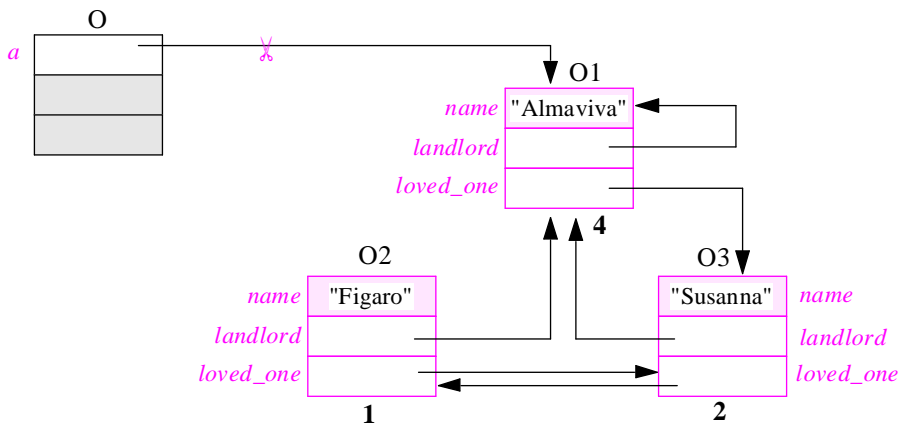 O
a
O1
name "Almaviva"
landlord
loved_one
4
O2
O3
name "Figaro"
"Susanna" name
landlord
landlord
loved_one
loved_one
1
2